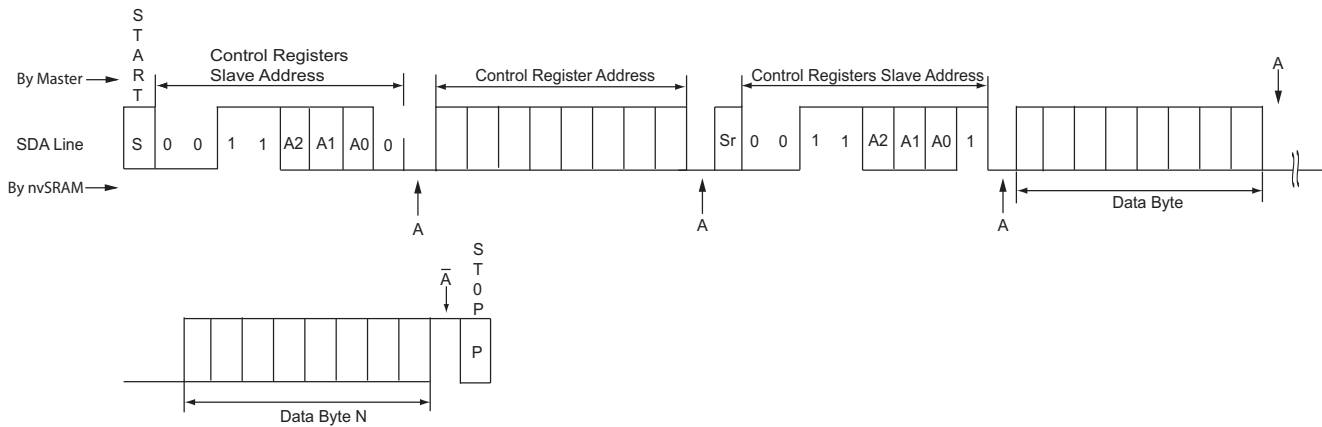 START
Control Registers
Slave Address
By Master
Control Register Address
Control Registers Slave Address
A
SDA Line
S 0 0 1 1 A2 A1 A0 0
Sr 0 0 1 1 A2 A1 A0 1
By nvSRAM
A
A
A
Data Byte
A̅
ST0P
P
Data Byte N